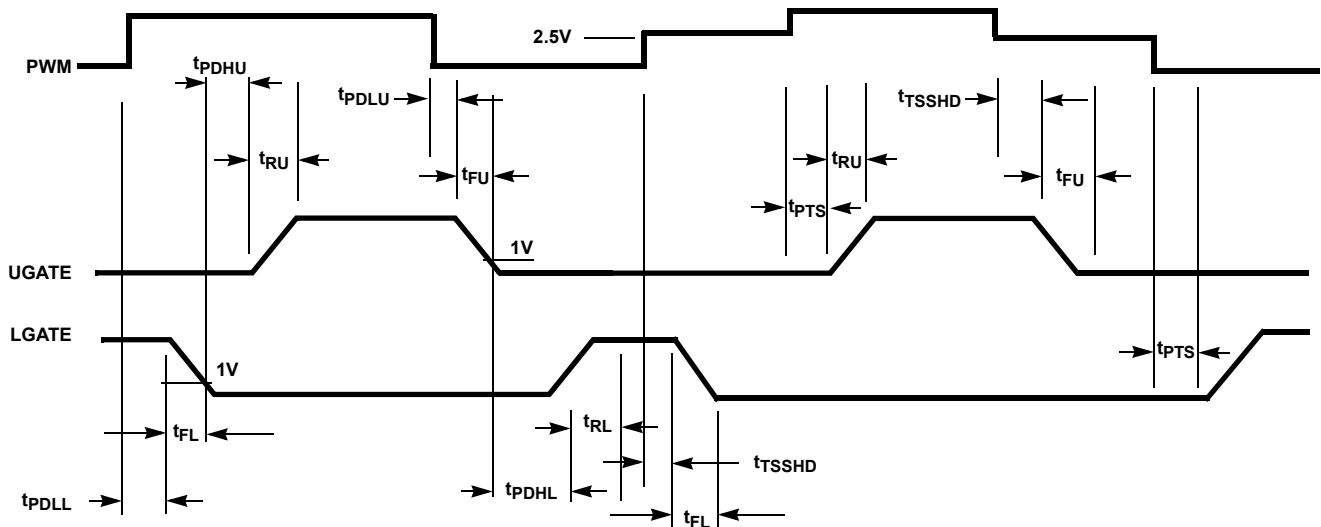 2.5V
PWM
tPDHU
tPDLU
tTSSHD
tRU
tFU
tRU
tFU
tPTS
1V
UGATE
LGATE
tPTS
1V
tRL
tFL
tTSSHD
tPDHL
tPDLL
tFL